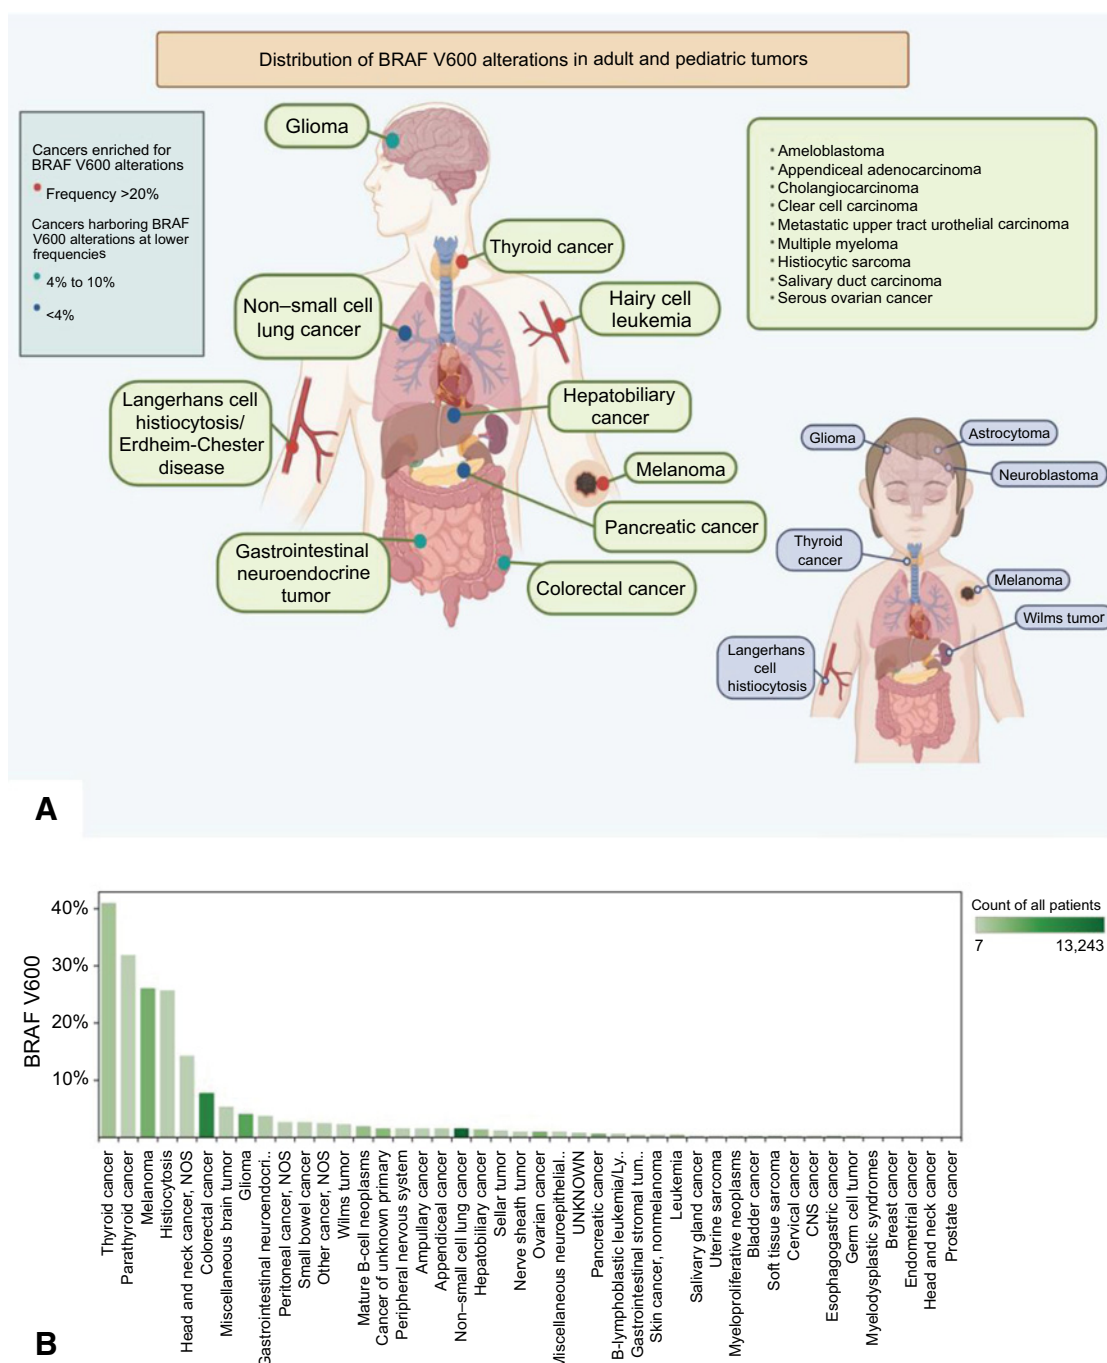 Distribution of BRAF V600 alterations in adult and pediatric tumors
Cancers enriched for
BRAF V600 alterations
Frequency >20%
Cancers harboring BRAF
V600 alterations at lower
frequencies
4% to 10%
<4%
Glioma
Thyroid cancer
Non–small cell
lung cancer
Hairy cell
leukemia
Langerhans cell
histiocytosis/
Erdheim-Chester
disease
Hepatobiliary
cancer
Melanoma
Pancreatic cancer
Gastrointestinal
neuroendocrine
tumor
Colorectal cancer
* Ameloblastoma
* Appendiceal adenocarcinoma
* Cholangiocarcinoma
* Clear cell carcinoma
* Metastatic upper tract urothelial carcinoma
* Multiple myeloma
* Histiocytic sarcoma
* Salivary duct carcinoma
* Serous ovarian cancer
Glioma
Astrocytoma
Neuroblastoma
Thyroid
cancer
Melanoma
Wilms tumor
Langerhans
cell
histiocytosis
A
BRAF V600
40%
30%
20%
10%
Count of all patients
7 13,243
Thyroid cancer
Parathyroid cancer
Melanoma
Histiocytosis
Head and neck cancer, NOS
Colorectal cancer
Miscellaneous brain tumor
Glioma
Gastrointestinal neuroendocri..
Peritoneal cancer, NOS
Small bowel cancer
Other cancer, NOS
Wilms tumor
Mature B-cell neoplasms
Cancer of unknown primary
Peripheral nervous system
Ampullary cancer
Appendiceal cancer
Non–small cell lung cancer
Hepatobiliary cancer
Sellar tumor
Nerve sheath tumor
Ovarian cancer
Miscellaneous neuroepithelial..
UNKNOWN
Pancreatic cancer
B-lymphoblastic leukemia/Ly..
Gastrointestinal stromal tum..
Skin cancer, nonmelanoma
Leukemia
Salivary gland cancer
Uterine sarcoma
Myeloproliferative neoplasms
Bladder cancer
Soft tissue sarcoma
Cervical cancer
CNS cancer
Esophagogastric cancer
Germ cell tumor
Myelodysplastic syndromes
Breast cancer
Endometrial cancer
Head and neck cancer
Prostate cancer
B